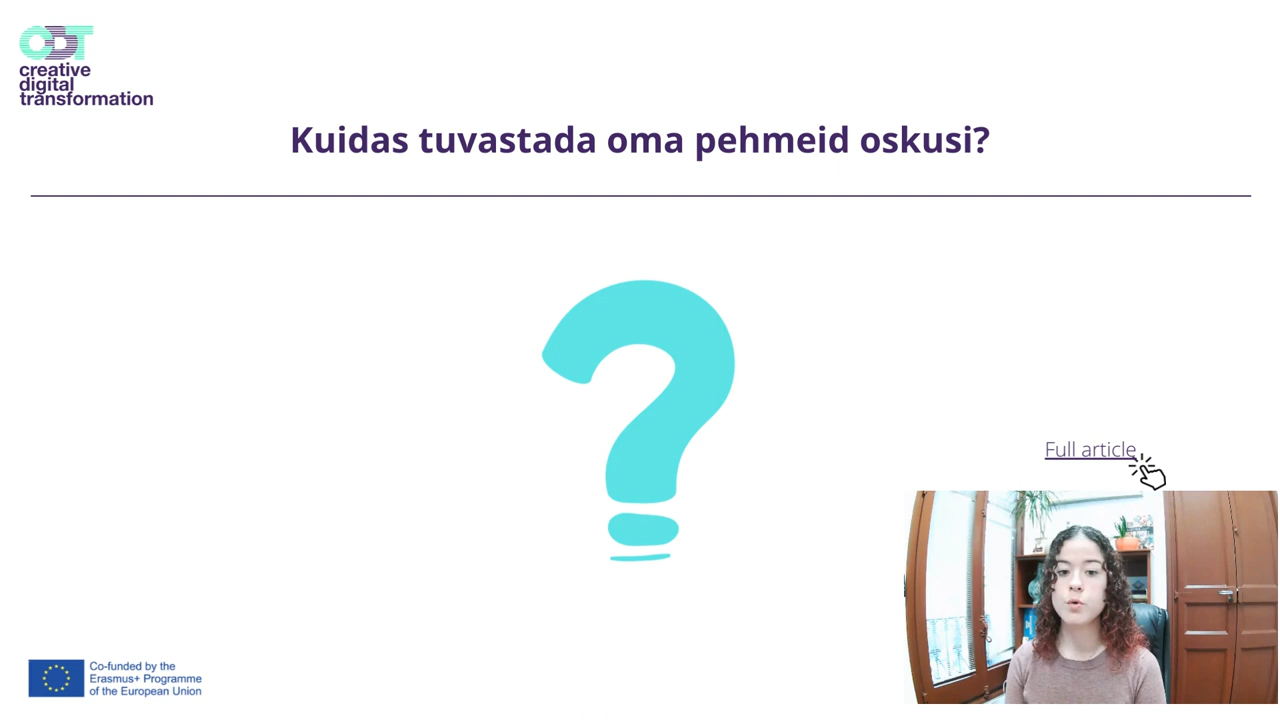 CDT
creative
digital
transformation
Kuidas tuvastada oma pehmeid oskusi?
?
Full article
Co-funded by the
Erasmus+ Programme
of the European Union